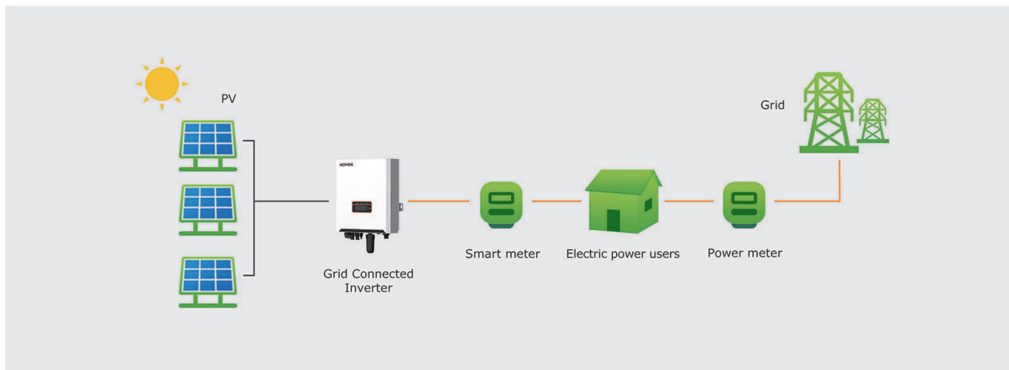 PV
Grid
Smart meter
Electric power users
Power meter
Grid Connected
Inverter